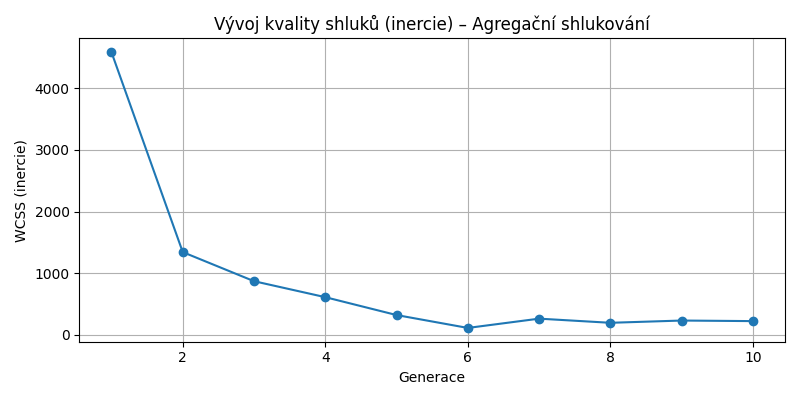 Vývoj kvality shluků (inercie) – Agregační shlukování
WCSS (inercie)
4000
3000
2000
1000
0
2 4 6 8 10
Generace